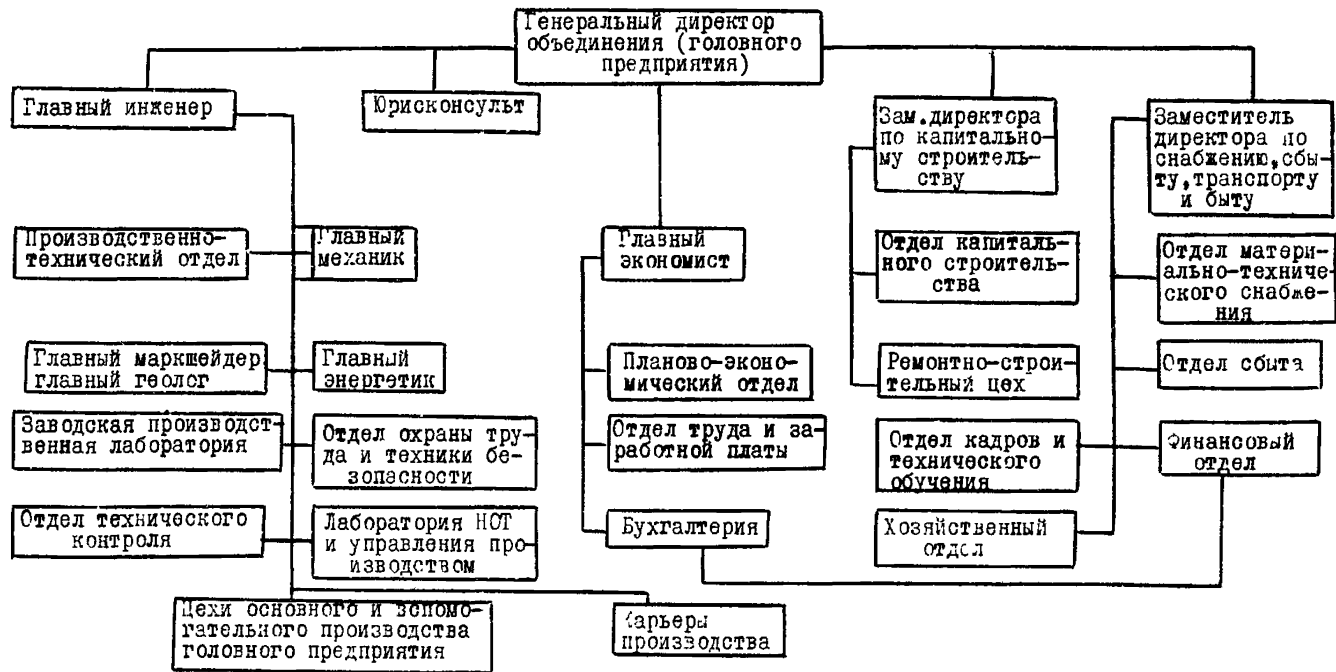 Генеральный директор
объединения (головного
предприятия)
Главный инженер
Юрисконсульт
Зам.директора
по капитально-
му строитель-
ству
Заместитель
директора по
снабжению,сбы-
ту,транспорту
и быту
Производственно-
технический отдел
Главный
механик
Главный
экономист
Отдел капиталь-
ного строитель-
ства
Отдел матери-
ально-техниче-
ского снабже-
ния
Главный маркшейдер
главный геолог
Главный
энергетик
Планово-эконо-
мический отдел
Ремонтно-строи-
тельный цех
Отдел сбыта
Заводская производст-
венная лаборатория
Отдел охраны тру-
да и техники бе-
зопасности
Отдел труда и за-
работной платы
Отдел кадров и
технического
обучения
Финансовый
отдел
Отдел технического
контроля
Лаборатория НОТ
и управления про-
изводством
Бухгалтерия
Хозяйственный
отдел
Цехи основного и вспомо-
гательного производства
головного предприятия
Карьеры
производства